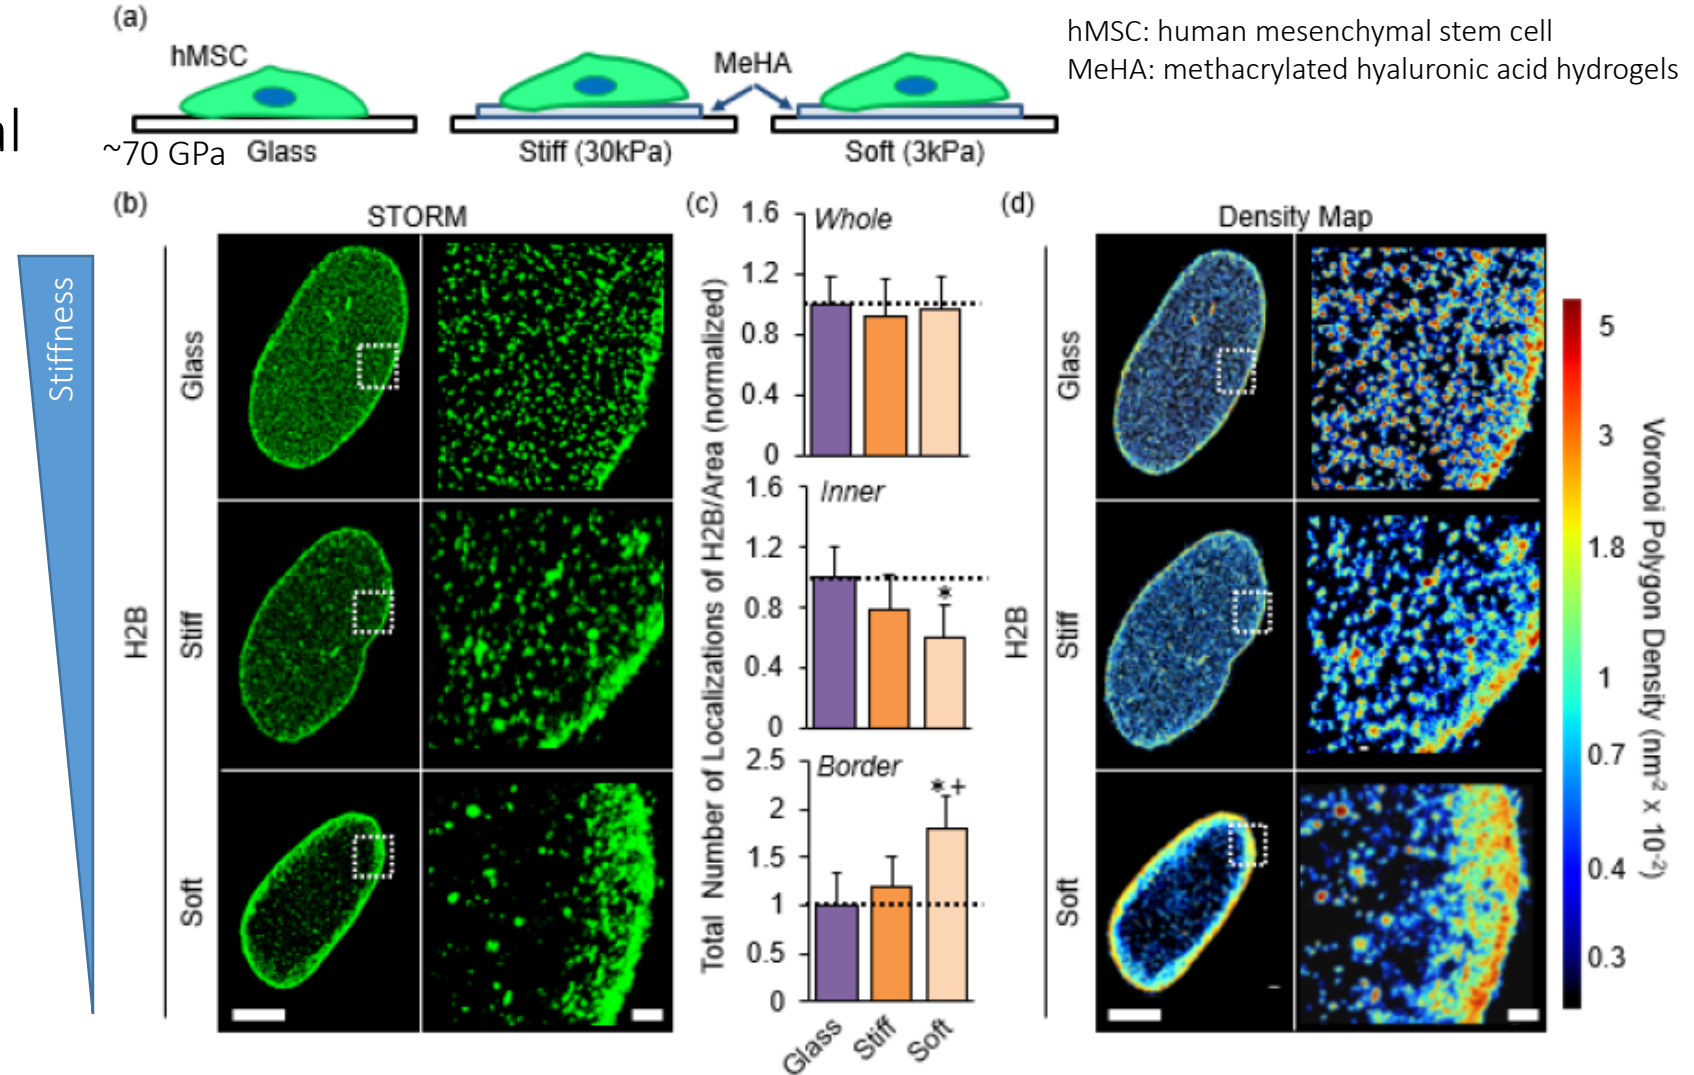 (a)
hMSC: human mesenchymal stem cell
MeHA: methacrylated hyaluronic acid hydrogels
hMSC
MeHA
al
~70 GPa
Glass
Stiff (30kPa)
Soft (3kPa)
(b)
STORM
(c)
(d)
Density Map
Stiffness
H2B
Glass
Stiff
Soft
Total Number of Localizations of H2B/Area (normalized)
Whole
1.6
1.2
0.8
0.4
0
Inner
1.6
1.2
0.8
0.4
0
*
Border
2.5
2
1.5
1
0.5
0
*+
Glass
Stiff
Soft
H2B
Glass
Stiff
Soft
5
3
1.8
1
0.7
0.4
0.3
Voronoi Polygon Density (nm⁻² x 10⁻²)